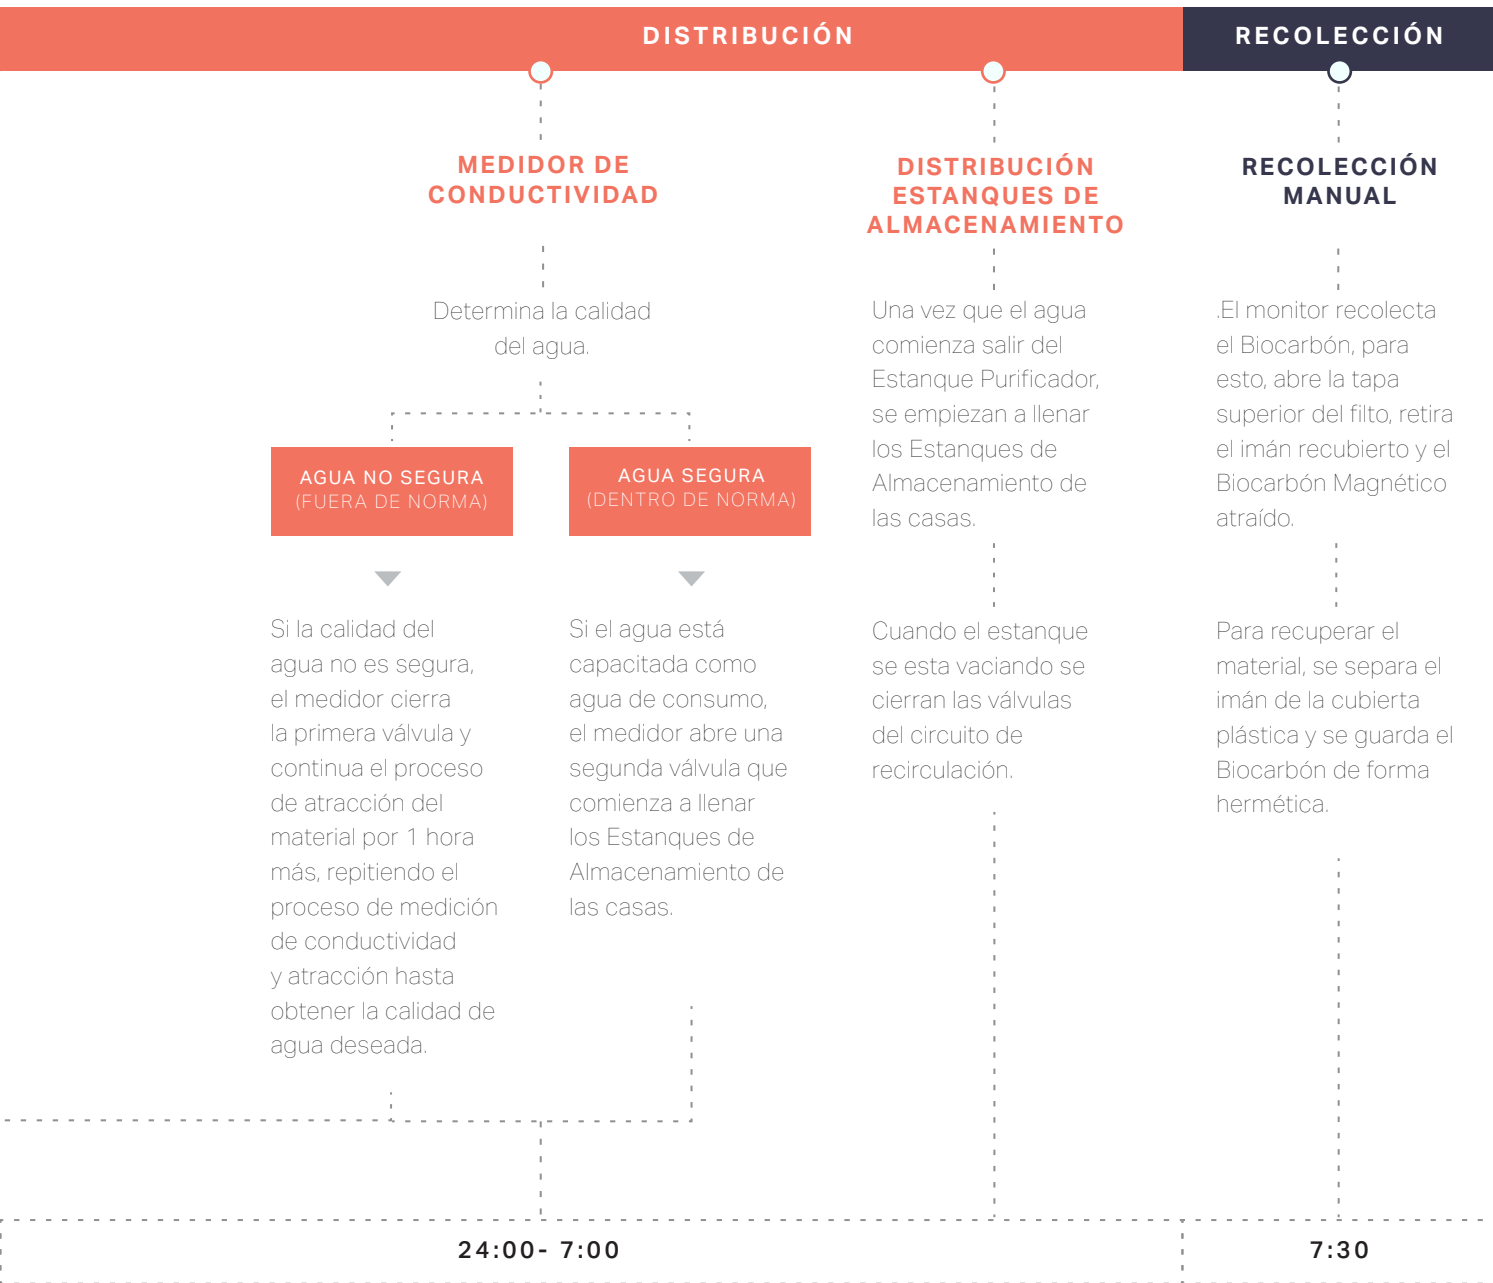 DISTRIBUCIÓN
RECOLECCIÓN
MEDIDOR DE
CONDUCTIVIDAD
Determina la calidad
del agua.
AGUA NO SEGURA
(FUERA DE NORMA)
AGUA SEGURA
(DENTRO DE NORMA)
Si la calidad del
agua no es segura,
el medidor cierra
la primera válvula y
continua el proceso
de atracción del
material por 1 hora
más, repitiendo el
proceso de medición
de conductividad
y atracción hasta
obtener la calidad de
agua deseada.
Si el agua está
capacitada como
agua de consumo,
el medidor abre una
segunda válvula que
comienza a llenar
los Estanques de
Almacenamiento de
las casas.
DISTRIBUCIÓN
ESTANQUES DE
ALMACENAMIENTO
Una vez que el agua
comienza salir del
Estanque Purificador,
se empiezan a llenar
los Estanques de
Almacenamiento de
las casas.
Cuando el estanque
se esta vaciando se
cierran las válvulas
del circuito de
recirculación.
RECOLECCIÓN
MANUAL
.El monitor recolecta
el Biocarbón, para
esto, abre la tapa
superior del filto, retira
el imán recubierto y el
Biocarbón Magnético
atraído.
Para recuperar el
material, se separa el
imán de la cubierta
plástica y se guarda el
Biocarbón de forma
hermética.
24:00- 7:00
7:30